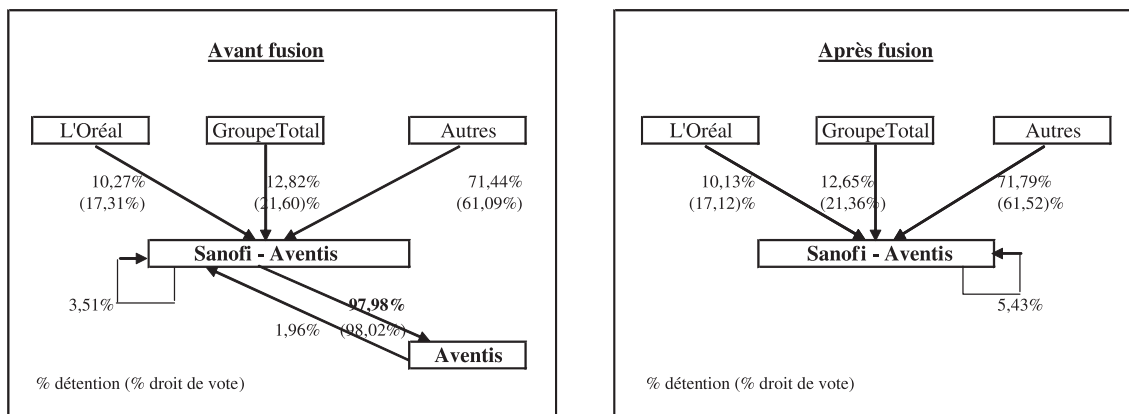 Avant fusion
L'Oréal
GroupeTotal
Autres
10,27%
(17,31%)
12,82%
(21,60)%
71,44%
(61,09%)
Sanofi - Aventis
3,51%
97,98%
(98,02%)
1,96%
Aventis
% détention (% droit de vote)
Après fusion
L'Oréal
GroupeTotal
Autres
10,13%
(17,12)%
12,65%
(21,36%)
71,79%
(61,52)%
Sanofi - Aventis
5,43%
% détention (% droit de vote)